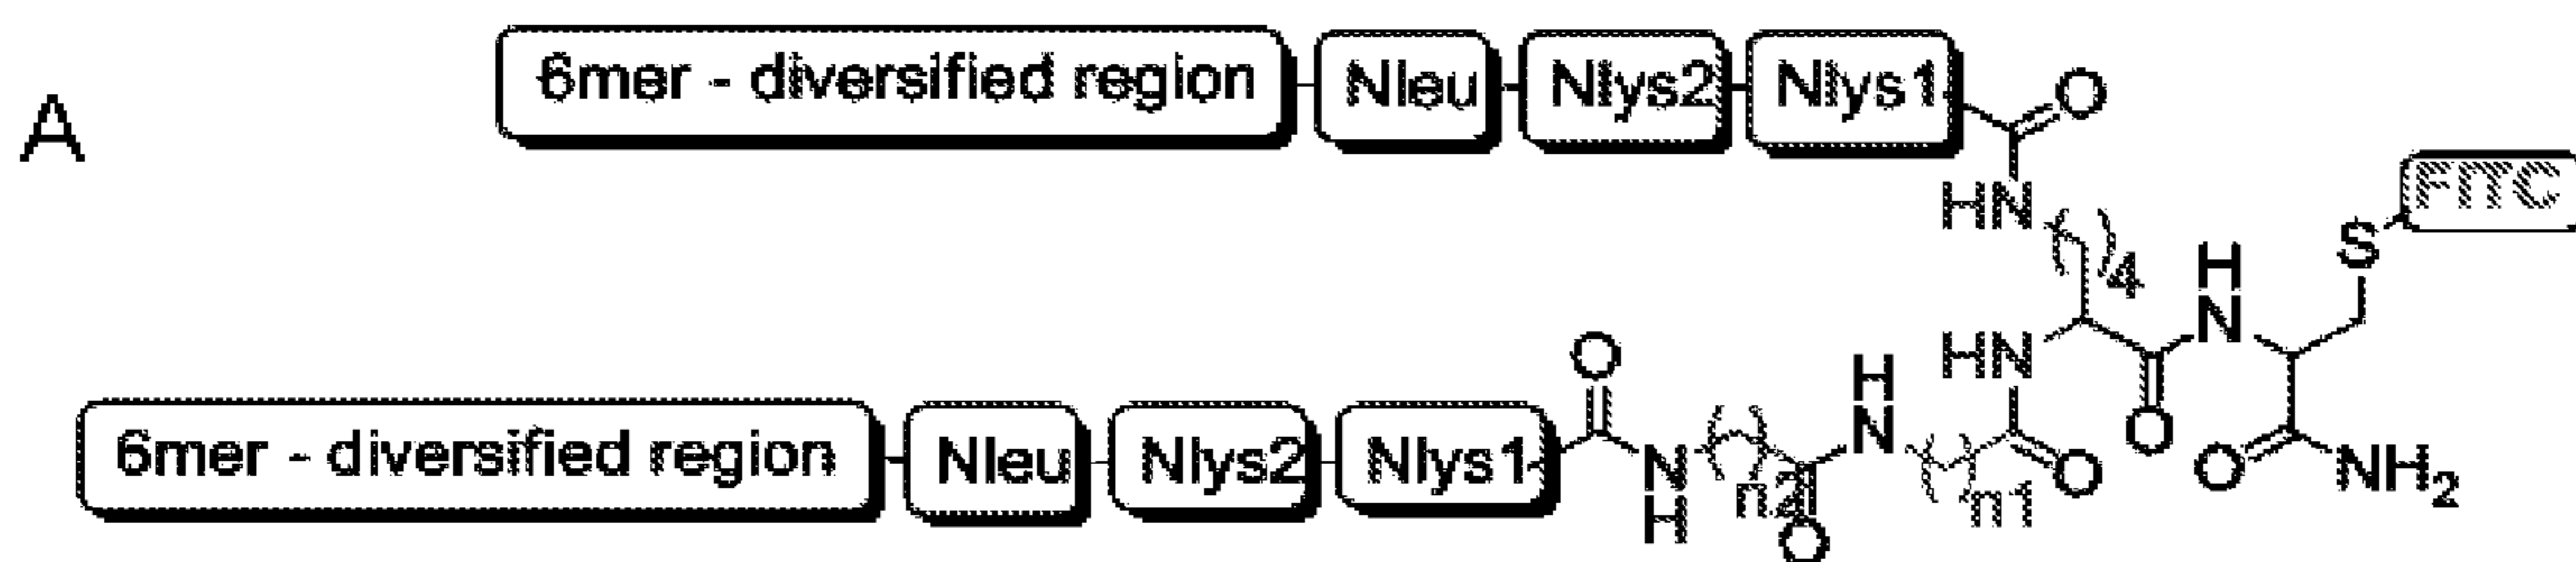 A
6mer - diversified region Nleu Nlys2 Nlys1
O
HN
4
FITC
S
H
N
HN
O
O
NH2
O
6mer - diversified region Nleu Nlys2 Nlys1
O
N
H
n2
O
H
N
n1